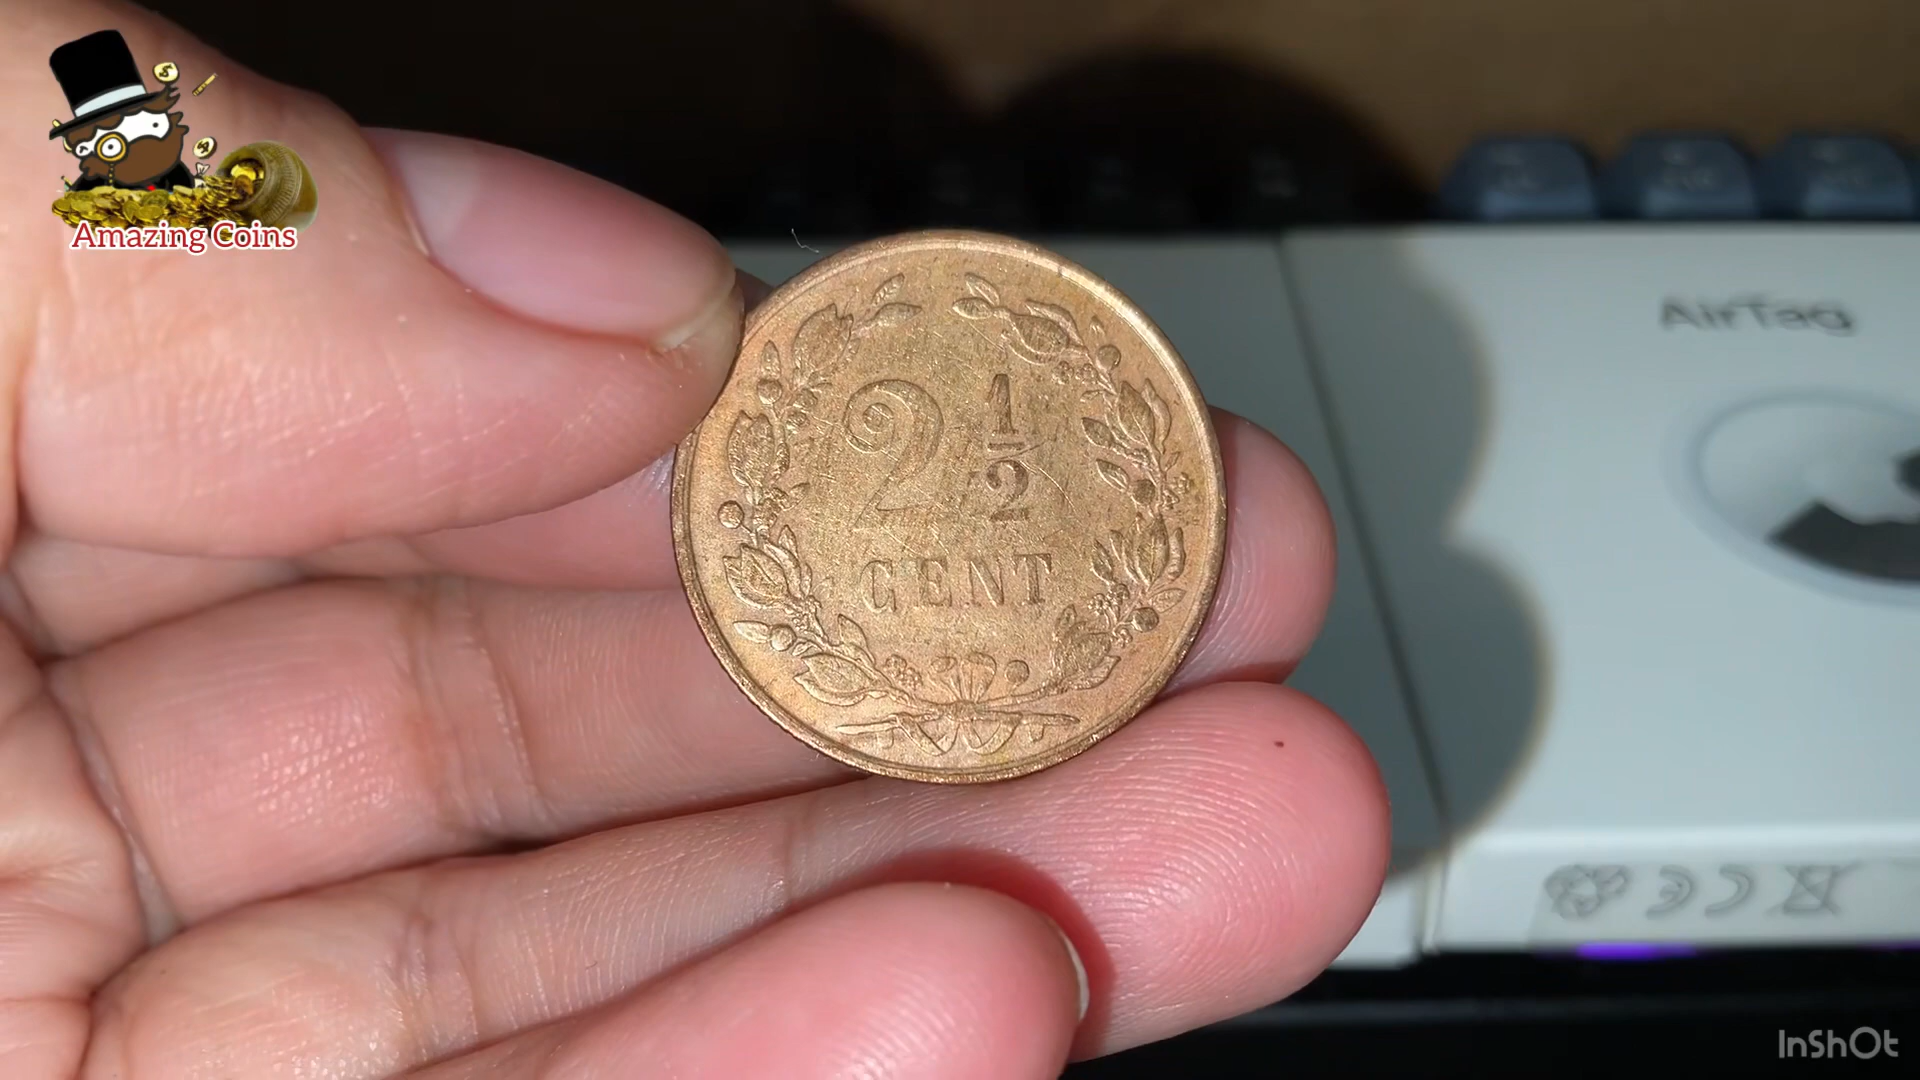 Amazing Coins
2 1/2
CENT
AirTag
InShOt